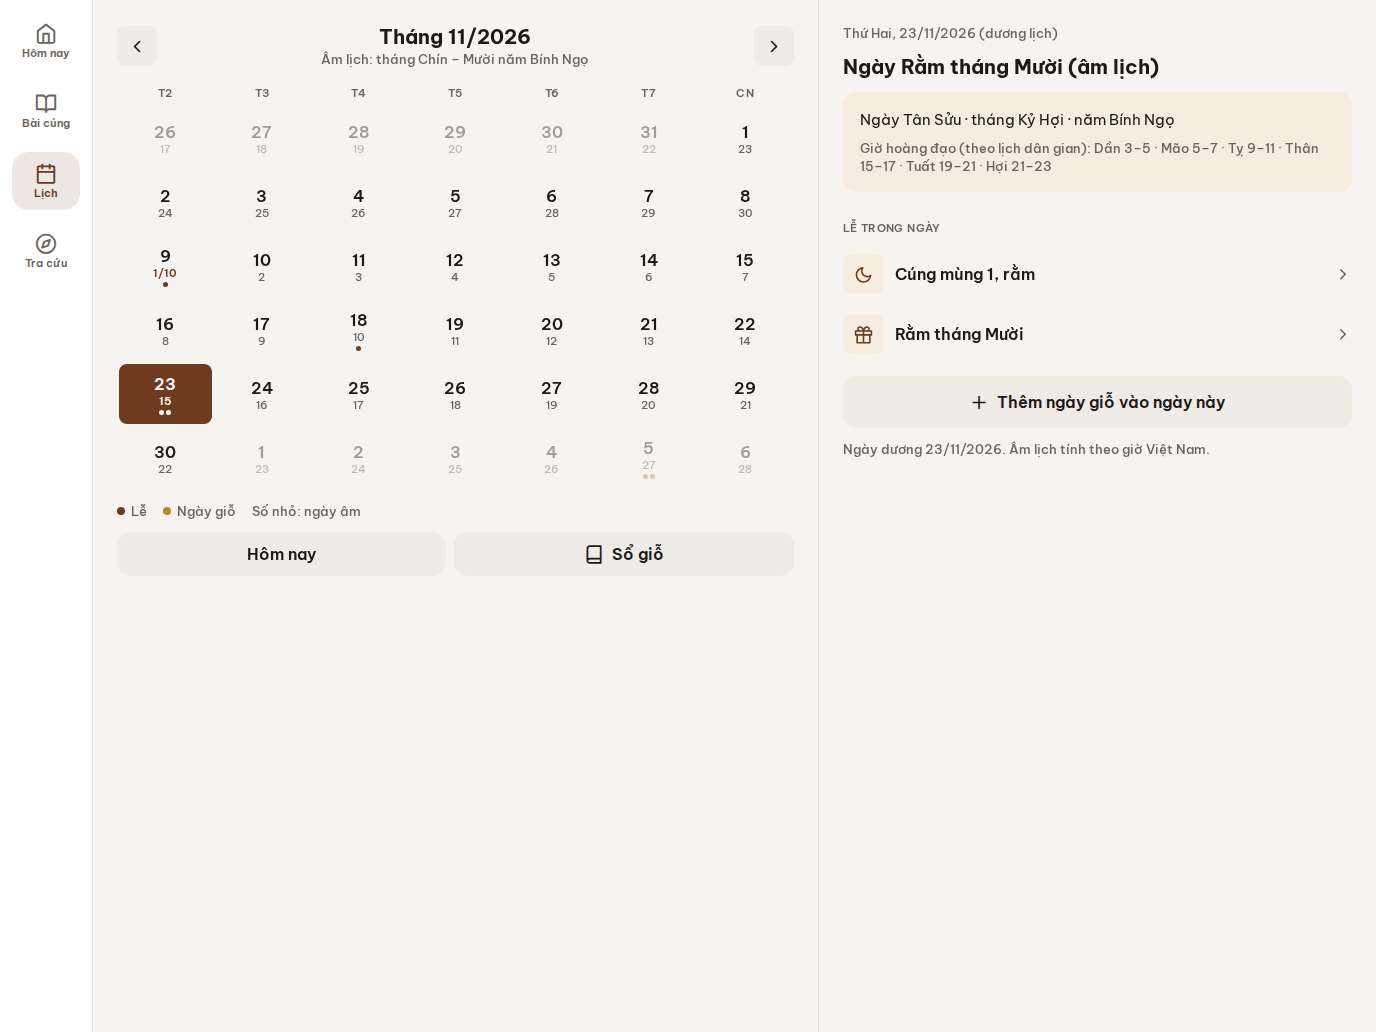 Hôm nay
Bài cúng
Lịch
Tra cứu
Tháng 11/2026
Âm lịch: tháng Chín – Mười năm Bính Ngọ
T2 T3 T4 T5 T6 T7 CN
26 27 28 29 30 31 1
17 18 19 20 21 22 23
2 3 4 5 6 7 8
24 25 26 27 28 29 30
9 10 11 12 13 14 15
1/10 2 3 4 5 6 7
16 17 18 19 20 21 22
8 9 10 11 12 13 14
23 24 25 26 27 28 29
15 16 17 18 19 20 21
30 1 2 3 4 5 6
22 23 24 25 26 27 28
Lễ Ngày giỗ Số nhỏ: ngày âm
Hôm nay Sổ giỗ
Thứ Hai, 23/11/2026 (dương lịch)
Ngày Rằm tháng Mười (âm lịch)
Ngày Tân Sửu · tháng Kỷ Hợi · năm Bính Ngọ
Giờ hoàng đạo (theo lịch dân gian): Dần 3–5 · Mão 5–7 · Tỵ 9–11 · Thân
15–17 · Tuất 19–21 · Hợi 21–23
LỄ TRONG NGÀY
Cúng mùng 1, rằm
Rằm tháng Mười
Thêm ngày giỗ vào ngày này
Ngày dương 23/11/2026. Âm lịch tính theo giờ Việt Nam.